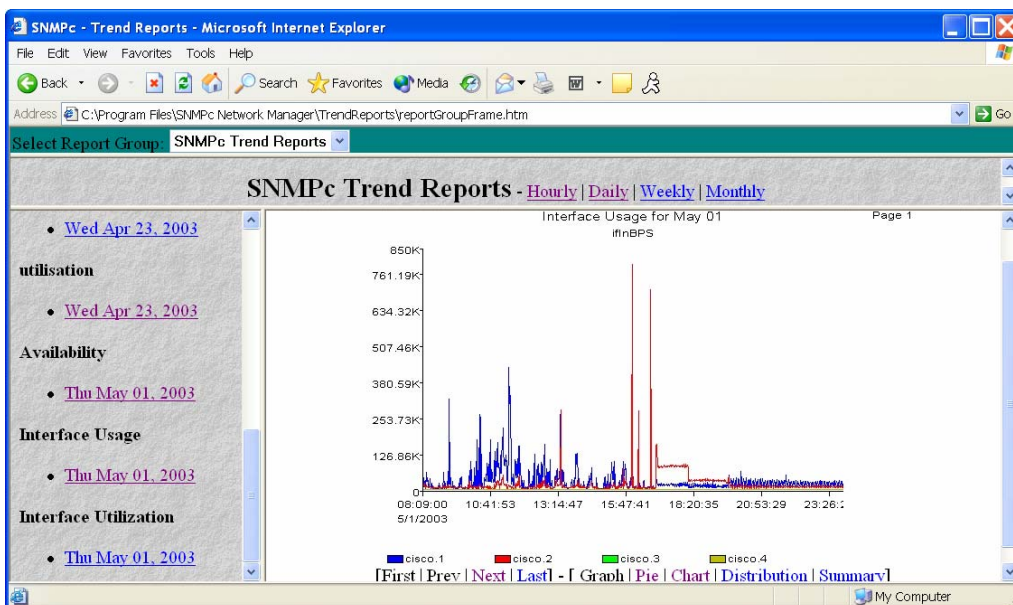 SNMPc - Trend Reports - Microsoft Internet Explorer
File Edit View Favorites Tools Help
Back Search Favorites Media
Address C:\Program Files\SNMPc Network Manager\TrendReports\reportGroupFrame.htm Go
Select Report Group: SNMPc Trend Reports
SNMPc Trend Reports - Hourly | Daily | Weekly | Monthly
Wed Apr 23, 2003
utilisation
Wed Apr 23, 2003
Availability
Thu May 01, 2003
Interface Usage
Thu May 01, 2003
Interface Utilization
Thu May 01, 2003
Interface Usage for May 01 Page 1
ifInBPS
850K
761.19K
634.32K
507.46K
380.59K
253.73K
126.86K
0
08:09:00 10:41:53 13:14:47 15:47:41 18:20:35 20:53:29 23:26:2
5/1/2003
cisco.1 cisco.2 cisco.3 cisco.4
[First | Prev | Next | Last] - [ Graph | Pie | Chart | Distribution | Summary]
My Computer